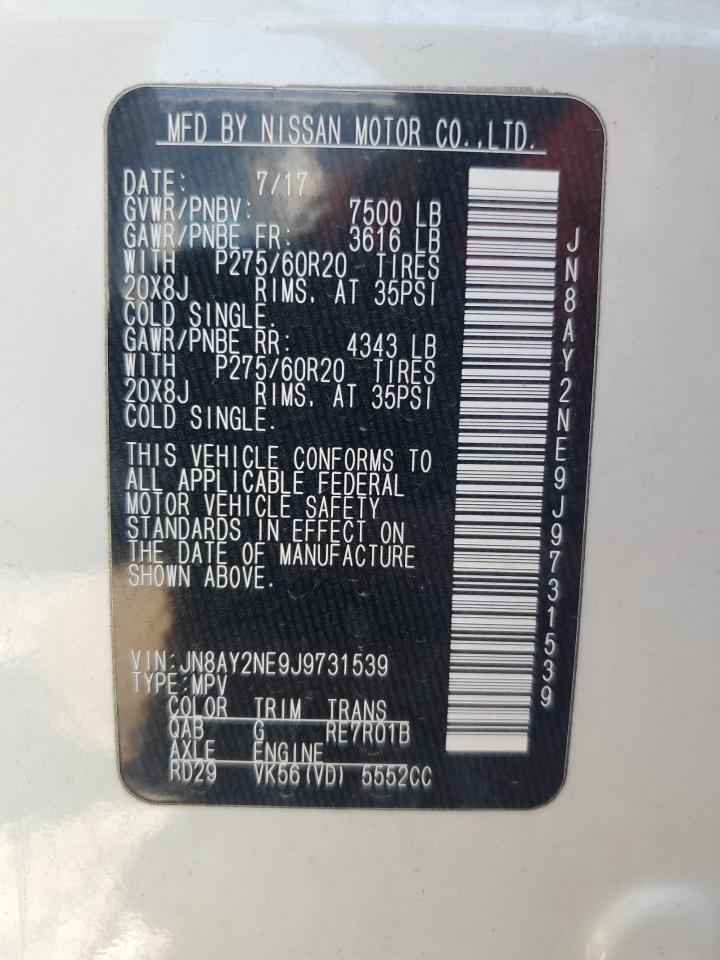 MFD BY NISSAN MOTOR CO.,LTD.
DATE: 7/17
GVWR/PNBV: 7500 LB
GAWR/PNBE FR: 3616 LB
WITH P275/60R20 TIRES
20X8J RIMS, AT 35PSI
COLD SINGLE.
GAWR/PNBE RR: 4343 LB
WITH P275/60R20 TIRES
20X8J RIMS, AT 35PSI
COLD SINGLE.
THIS VEHICLE CONFORMS TO
ALL APPLICABLE FEDERAL
MOTOR VEHICLE SAFETY
STANDARDS IN EFFECT ON
THE DATE OF MANUFACTURE
SHOWN ABOVE.
VIN:JN8AY2NE9J9731539
TYPE:MPV
COLOR TRIM TRANS
QAB G RE7R01B
AXLE ENGINE
RD29 VK56(VD) 5552CC
JN8AY2NE9J9731539